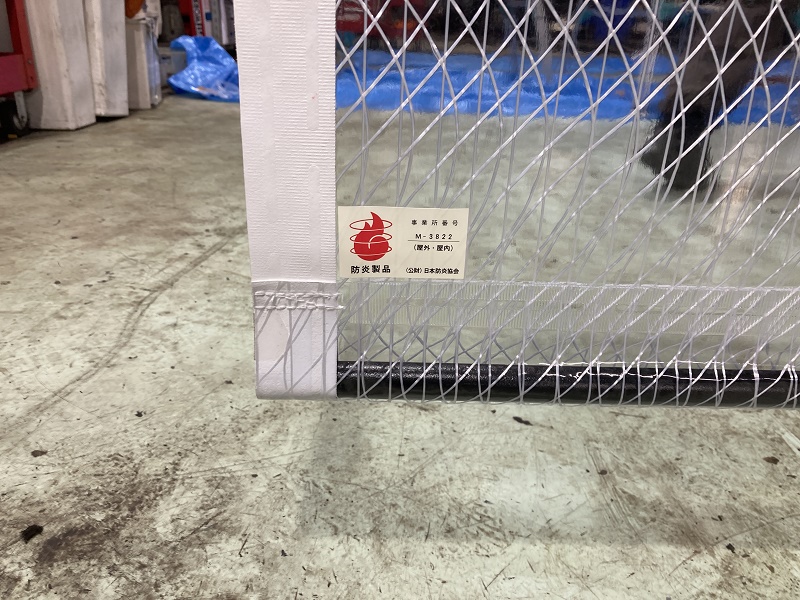 事業所番号
M-3822
(屋外・屋内)
防炎製品
(公財)日本防炎協会